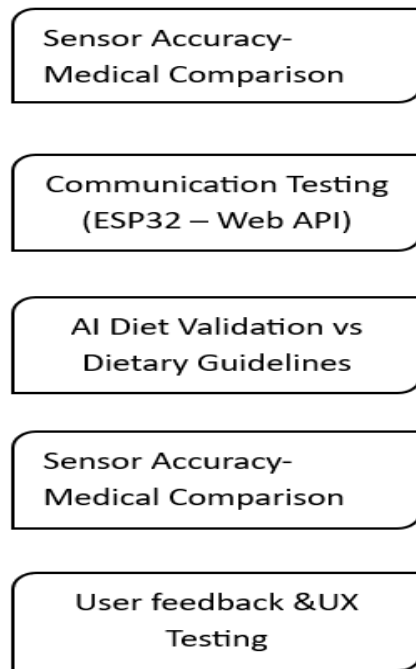 Sensor Accuracy-
Medical Comparison
Communication Testing
(ESP32 – Web API)
AI Diet Validation vs
Dietary Guidelines
Sensor Accuracy-
Medical Comparison
User feedback &UX
Testing